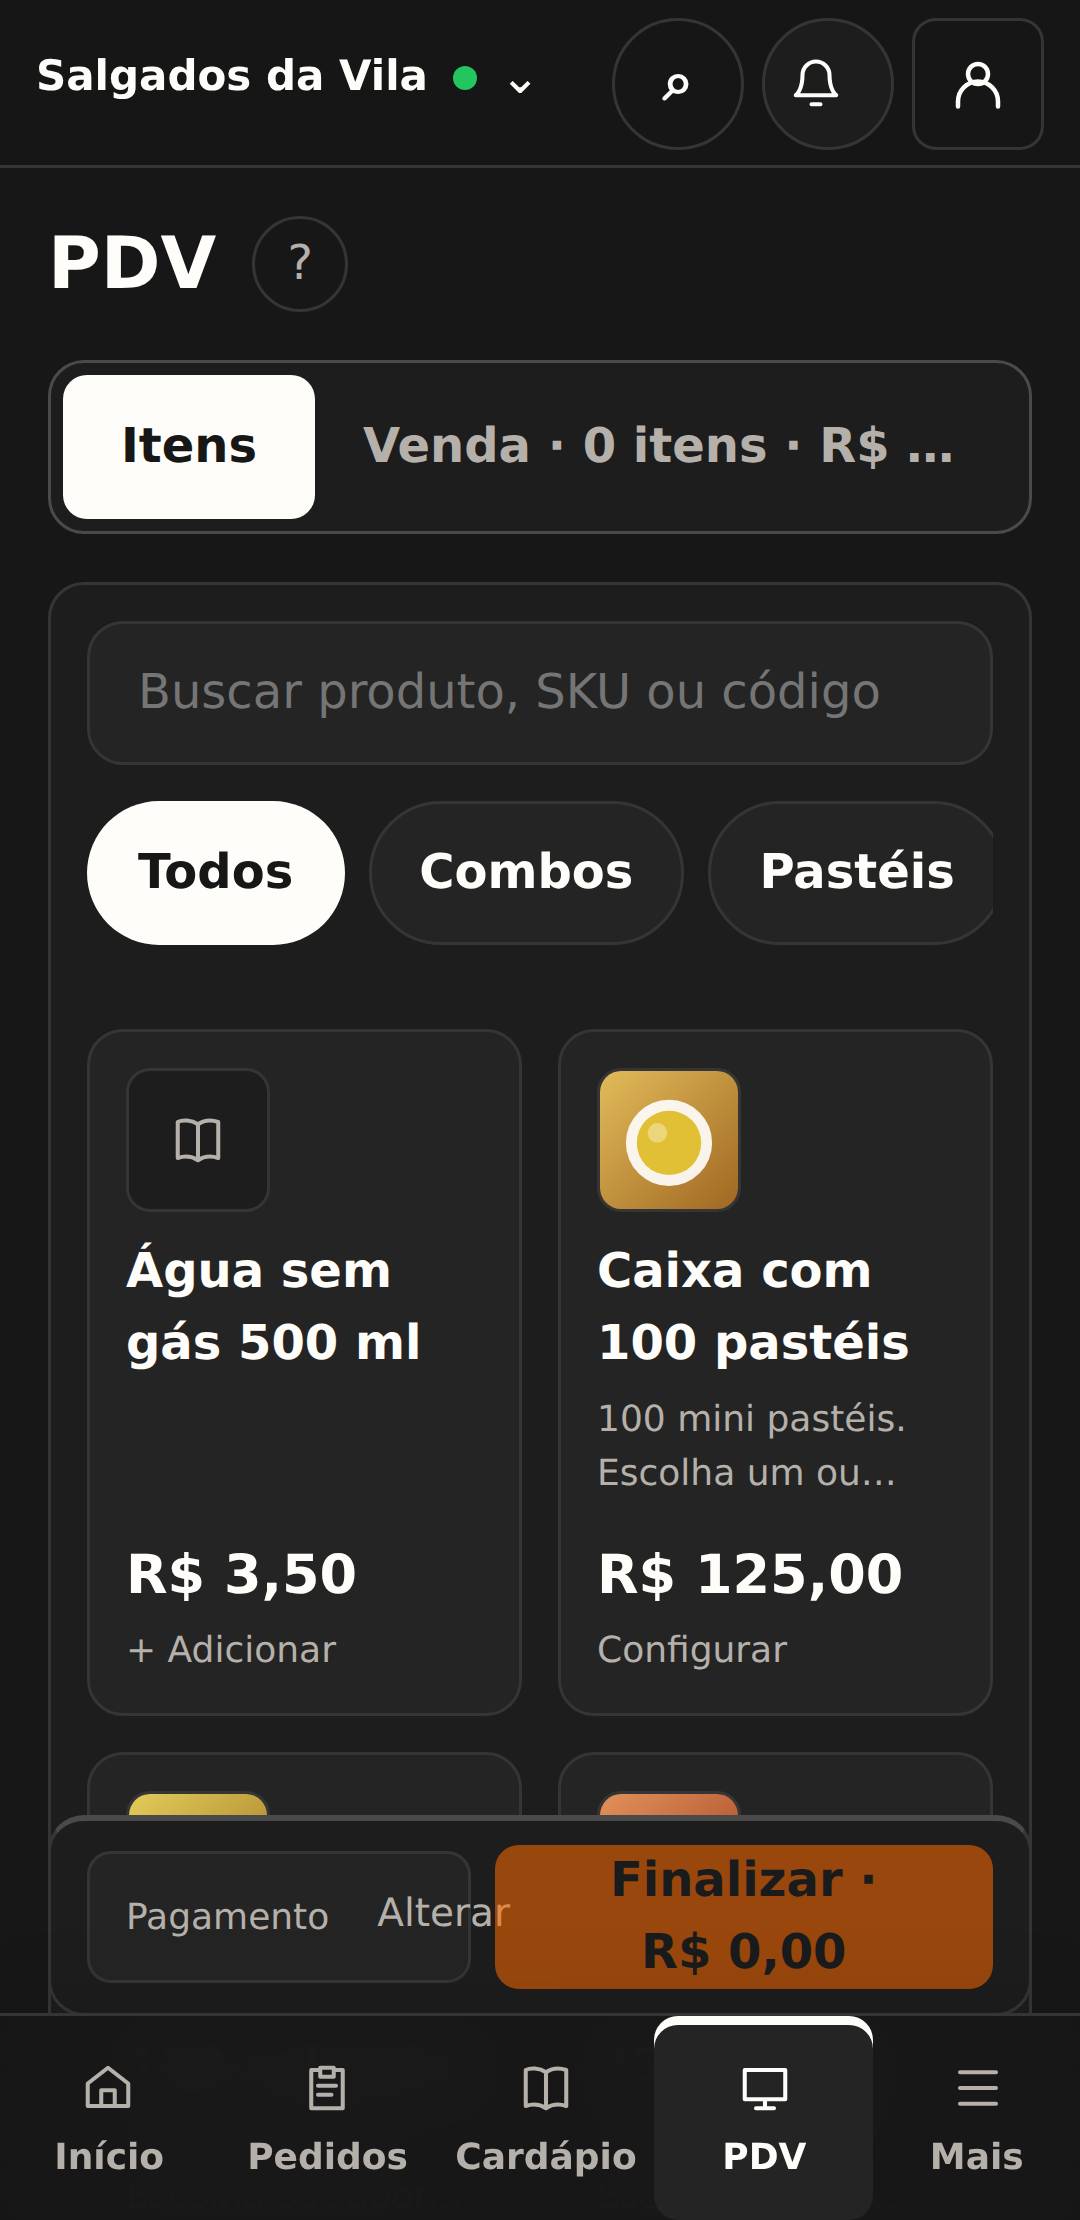 Salgados da Vila
PDV ?
Itens
Venda · 0 itens · R$ ...
Buscar produto, SKU ou código
Todos
Combos
Pastéis
Água sem
gás 500 ml
R$ 3,50
+ Adicionar
Caixa com
100 pastéis
100 mini pastéis.
Escolha um ou...
R$ 125,00
Configurar
Pagamento
Alterar
Finalizar ·
R$ 0,00
Início
Pedidos
Cardápio
PDV
Mais